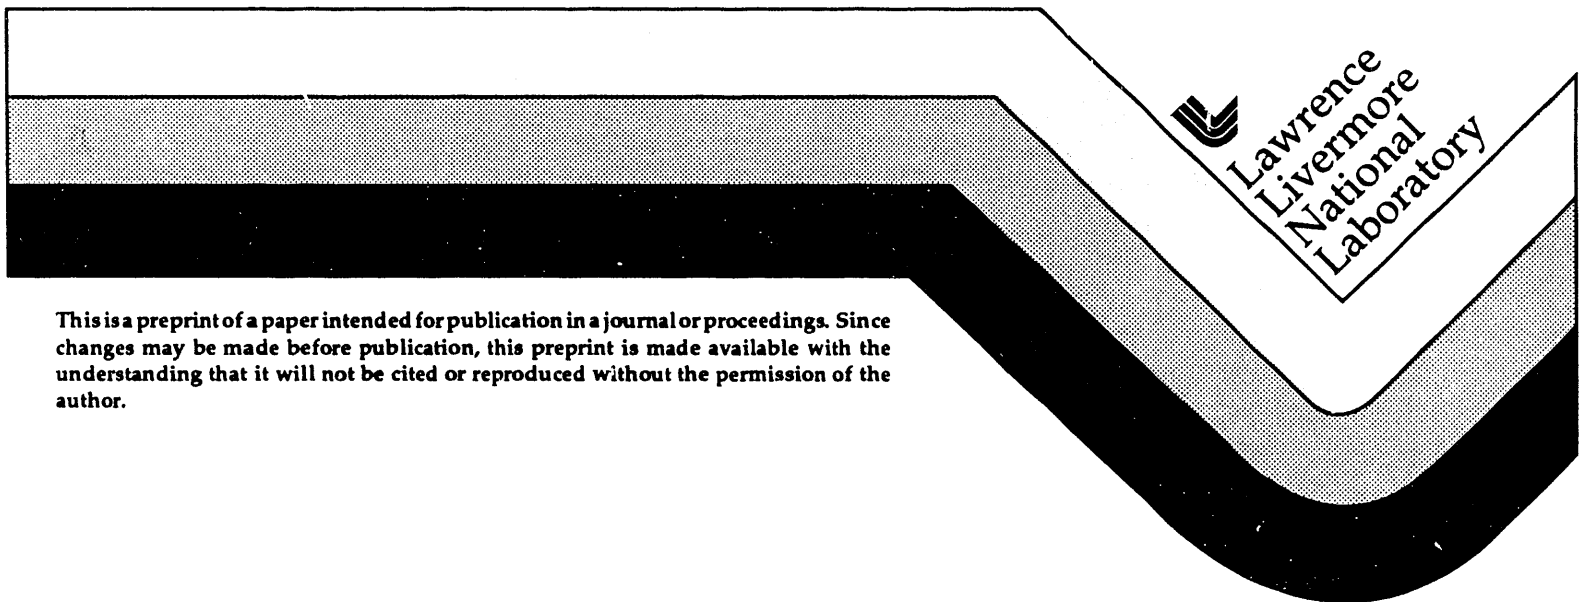 Lawrence
Livermore
National
Laboratory
This is a preprint of a paper intended for publication in a journal or proceedings. Since
changes may be made before publication, this preprint is made available with the
understanding that it will not be cited or reproduced without the permission of the
author.